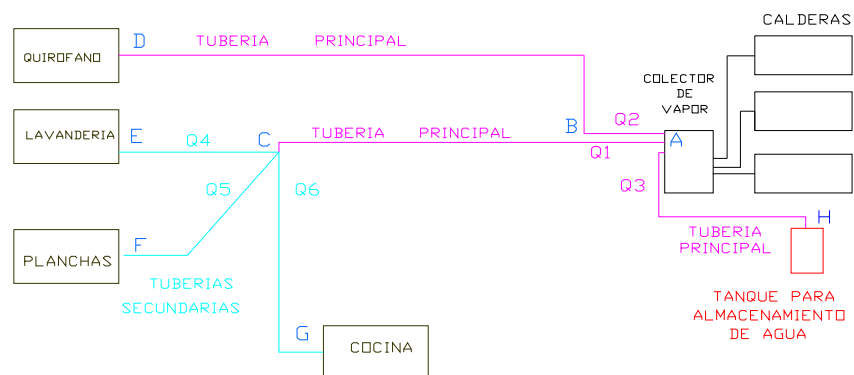 CALDERAS
D
TUBERIA PRINCIPAL
QUIROFANO
COLECTOR
DE
VAPOR
LAVANDERIA
E
Q4
C
TUBERIA PRINCIPAL
B
Q2
A
Q1
Q5
Q6
Q3
F
PLANCHAS
H
TUBERIA
PRINCIPAL
TUBERIAS
SECUNDARIAS
TANQUE PARA
ALMACENAMIENTO
DE AGUA
G
COCINA